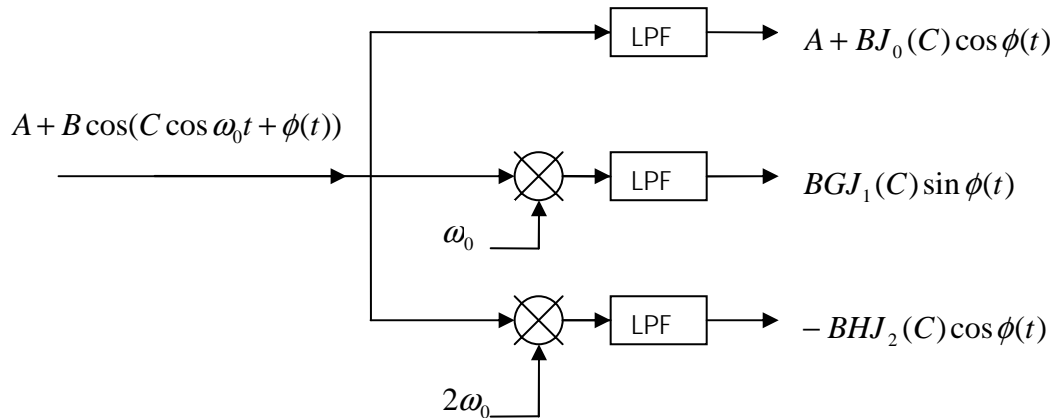 LPF
A + BJ₀(C) cos ϕ(t)
A + B cos(C cos ω₀t + ϕ(t))
LPF
BGJ₁(C) sin ϕ(t)
ω₀
LPF
− BHJ₂(C) cos ϕ(t)
2ω₀